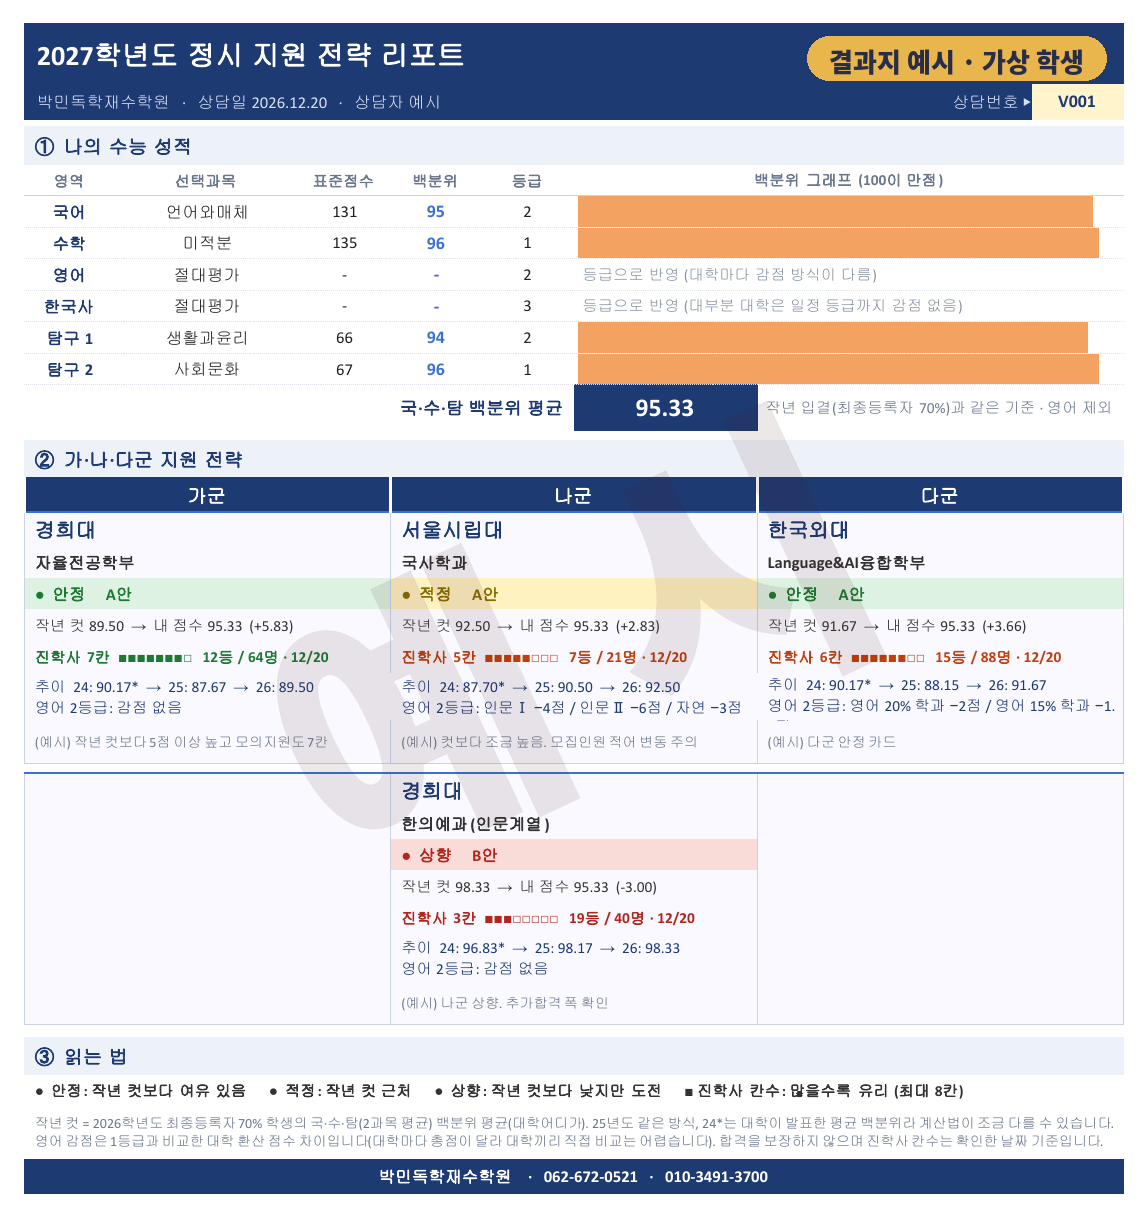 2027학년도 정시 지원 전략 리포트
결과지 예시 · 가상 학생
박민독학재수학원 · 상담일 2026.12.20 · 상담자 예시
상담번호 ▶ V001
① 나의 수능 성적
영역 선택과목 표준점수 백분위 등급 백분위 그래프 (100이 만점)
국어 언어와매체 131 95 2
수학 미적분 135 96 1
영어 절대평가 - - 2 등급으로 반영 (대학마다 감점 방식이 다름)
한국사 절대평가 - - 3 등급으로 반영 (대부분 대학은 일정 등급까지 감점 없음)
탐구 1 생활과윤리 66 94 2
탐구 2 사회문화 67 96 1
국·수·탐 백분위 평균 95.33 작년 입결(최종등록자 70%)과 같은 기준 · 영어 제외
② 가·나·다군 지원 전략
가군 나군 다군
경희대
자율전공학부
● 안정 A안
작년 컷 89.50 → 내 점수 95.33 (+5.83)
진학사 7칸 ■■■■■■■□ 12등 / 64명 · 12/20
추이 24: 90.17* → 25: 87.67 → 26: 89.50
영어 2등급: 감점 없음
(예시) 작년 컷보다 5점 이상 높고 모의지원도 7칸
서울시립대
국사학과
● 적정 A안
작년 컷 92.50 → 내 점수 95.33 (+2.83)
진학사 5칸 ■■■■■□□□ 7등 / 21명 · 12/20
추이 24: 87.70* → 25: 90.50 → 26: 92.50
영어 2등급: 인문Ⅰ −4점 / 인문Ⅱ −6점 / 자연 −3점
(예시) 컷보다 조금 높음. 모집인원 적어 변동 주의
한국외대
Language&AI융합학부
● 안정 A안
작년 컷 91.67 → 내 점수 95.33 (+3.66)
진학사 6칸 ■■■■■■□□ 15등 / 88명 · 12/20
추이 24: 90.17* → 25: 88.15 → 26: 91.67
영어 2등급: 영어 20% 학과 −2점 / 영어 15% 학과 −1.
(예시) 다군 안정 카드
경희대
한의예과(인문계열)
● 상향 B안
작년 컷 98.33 → 내 점수 95.33 (-3.00)
진학사 3칸 ■■■□□□□□ 19등 / 40명 · 12/20
추이 24: 96.83* → 25: 98.17 → 26: 98.33
영어 2등급: 감점 없음
(예시) 나군 상향. 추가합격 폭 확인
예시
③ 읽는 법
● 안정: 작년 컷보다 여유 있음 ● 적정: 작년 컷 근처 ● 상향: 작년 컷보다 낮지만 도전 ■ 진학사 칸수: 많을수록 유리 (최대 8칸)
작년 컷 = 2026학년도 최종등록자 70% 학생의 국·수·탐(2과목 평균) 백분위 평균(대학어디가). 25년도 같은 방식, 24*는 대학이 발표한 평균 백분위라 계산법이 조금 다를 수 있습니다.
영어 감점은 1등급과 비교한 대학 환산 점수 차이입니다(대학마다 총점이 달라 대학끼리 직접 비교는 어렵습니다). 합격을 보장하지 않으며 진학사 칸수는 확인한 날짜 기준입니다.
박민독학재수학원 · 062-672-0521 · 010-3491-3700